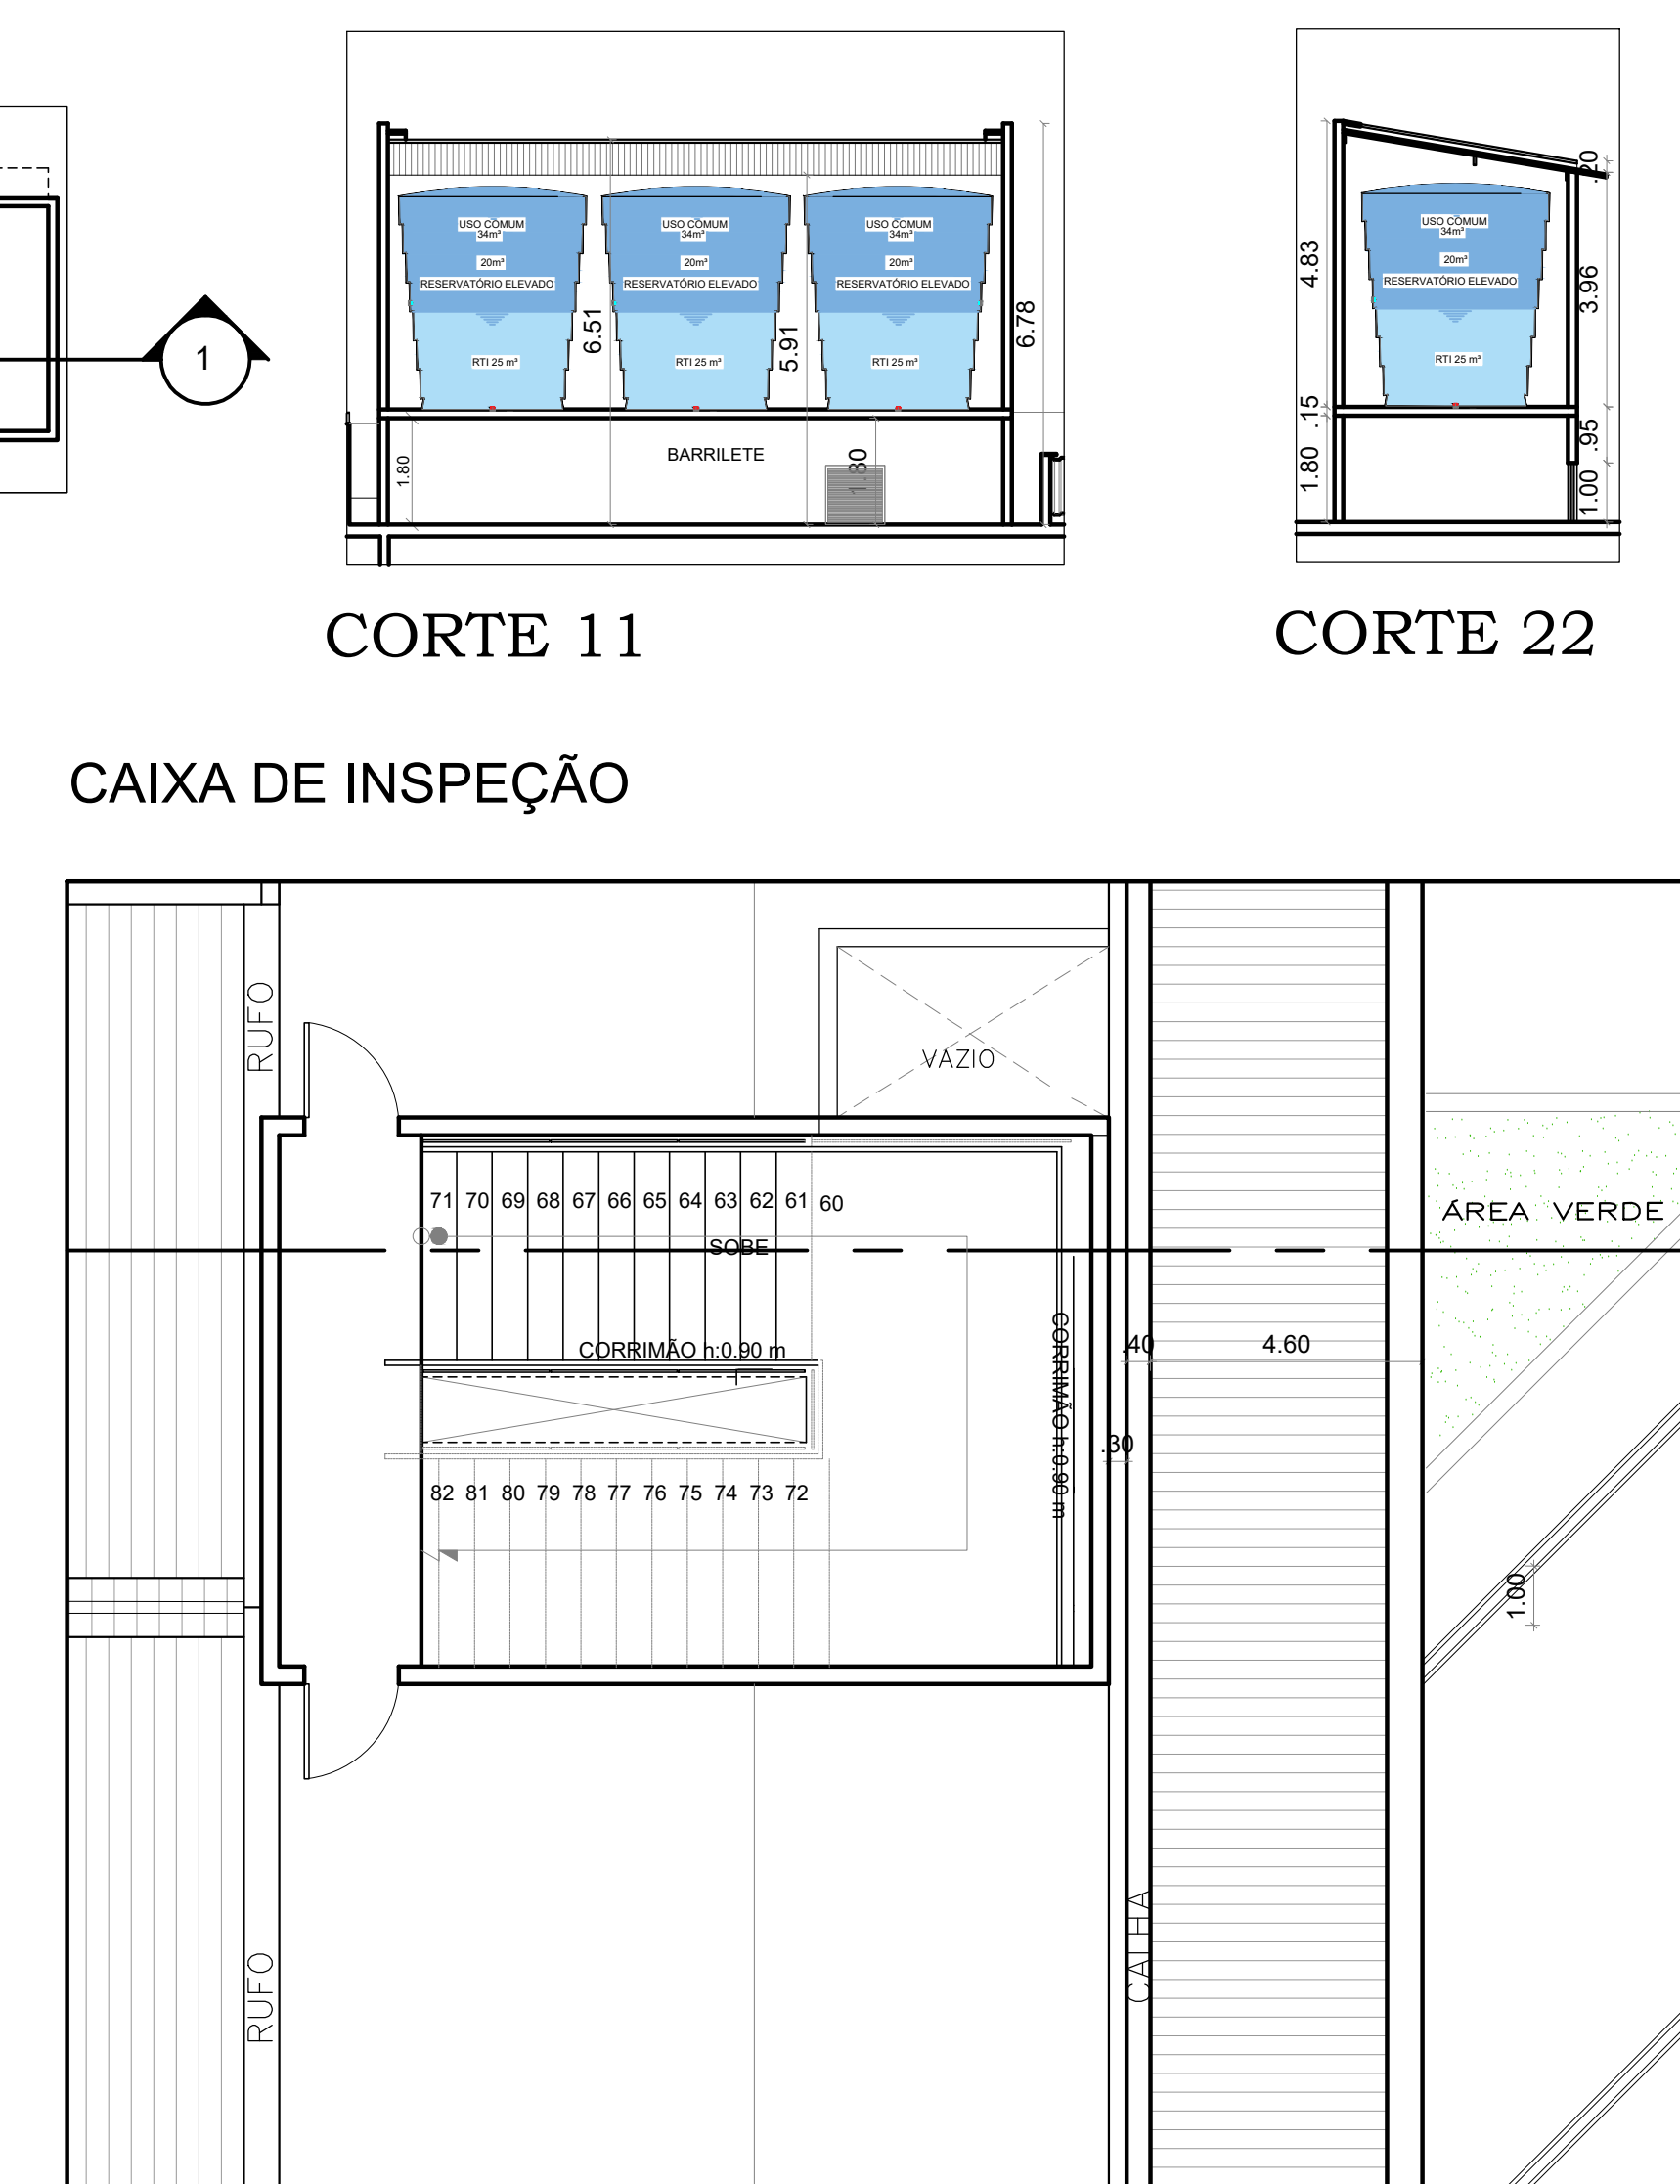 1
USO COMUM
34m³
20m³
RESERVATÓRIO ELEVADO
RTI 25 m³
USO COMUM
34m³
20m³
RESERVATÓRIO ELEVADO
RTI 25 m³
USO COMUM
34m³
20m³
RESERVATÓRIO ELEVADO
RTI 25 m³
6.51
5.91
6.78
1.80
BARRILETE
1.80
CORTE 11
USO COMUM
34m³
20m³
RESERVATÓRIO ELEVADO
RTI 25 m³
4.83
.15
1.80
.20
3.96
.95
1.00
CORTE 22
CAIXA DE INSPEÇÃO
RUFO
VAZIO
71 70 69 68 67 66 65 64 63 62 61 60
SOBE
CORRIMÃO h:0.90 m
CORRIMÃO h:0.90 m
82 81 80 79 78 77 76 75 74 73 72
ÁREA VERDE
.40
4.60
.30
1.00
CALHA
RUFO